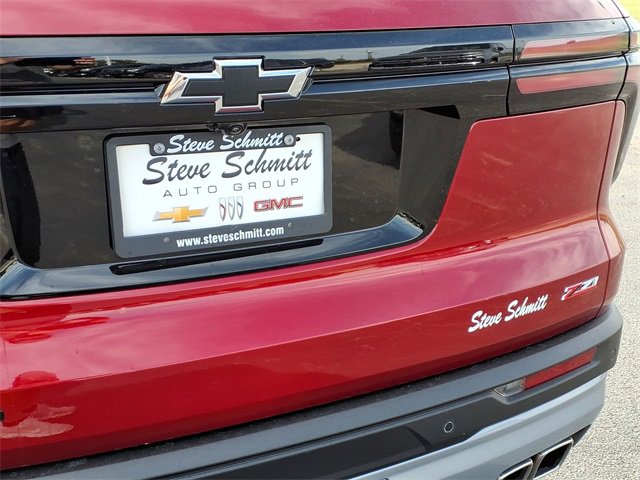 Steve Schmitt
Steve Schmitt
AUTO GROUP
GMC
www.steveschmitt.com
Steve Schmitt Z71